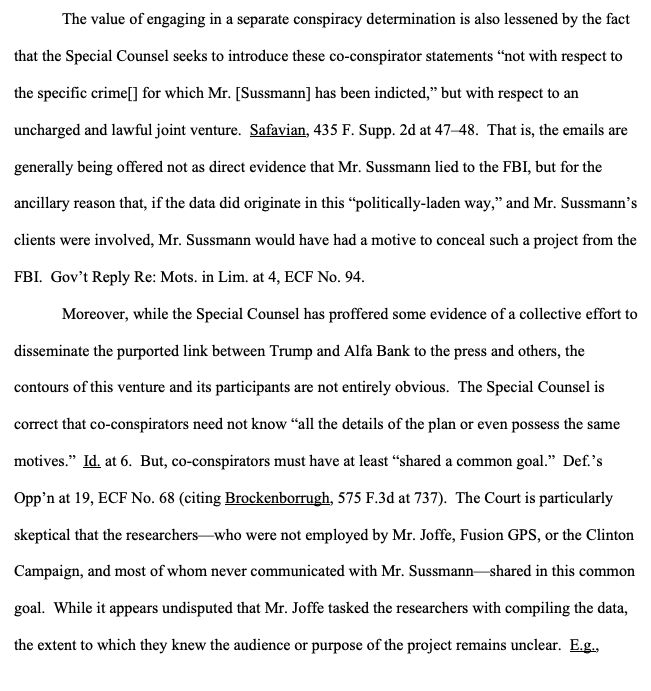 The value of engaging in a separate conspiracy determination is also lessened by the fact
that the Special Counsel seeks to introduce these co-conspirator statements “not with respect to
the specific crime[] for which Mr. [Sussmann] has been indicted,” but with respect to an
uncharged and lawful joint venture.  Safavian, 435 F. Supp. 2d at 47–48.  That is, the emails are
generally being offered not as direct evidence that Mr. Sussmann lied to the FBI, but for the
ancillary reason that, if the data did originate in this “politically-laden way,” and Mr. Sussmann’s
clients were involved, Mr. Sussmann would have had a motive to conceal such a project from the
FBI.  Gov’t Reply Re: Mots. in Lim. at 4, ECF No. 94.
Moreover, while the Special Counsel has proffered some evidence of a collective effort to
disseminate the purported link between Trump and Alfa Bank to the press and others, the
contours of this venture and its participants are not entirely obvious.  The Special Counsel is
correct that co-conspirators need not know “all the details of the plan or even possess the same
motives.”  Id. at 6.  But, co-conspirators must have at least “shared a common goal.”  Def.’s
Opp’n at 19, ECF No. 68 (citing Brockenborrugh, 575 F.3d at 737).  The Court is particularly
skeptical that the researchers—who were not employed by Mr. Joffe, Fusion GPS, or the Clinton
Campaign, and most of whom never communicated with Mr. Sussmann—shared in this common
goal.  While it appears undisputed that Mr. Joffe tasked the researchers with compiling the data,
the extent to which they knew the audience or purpose of the project remains unclear.  E.g.,